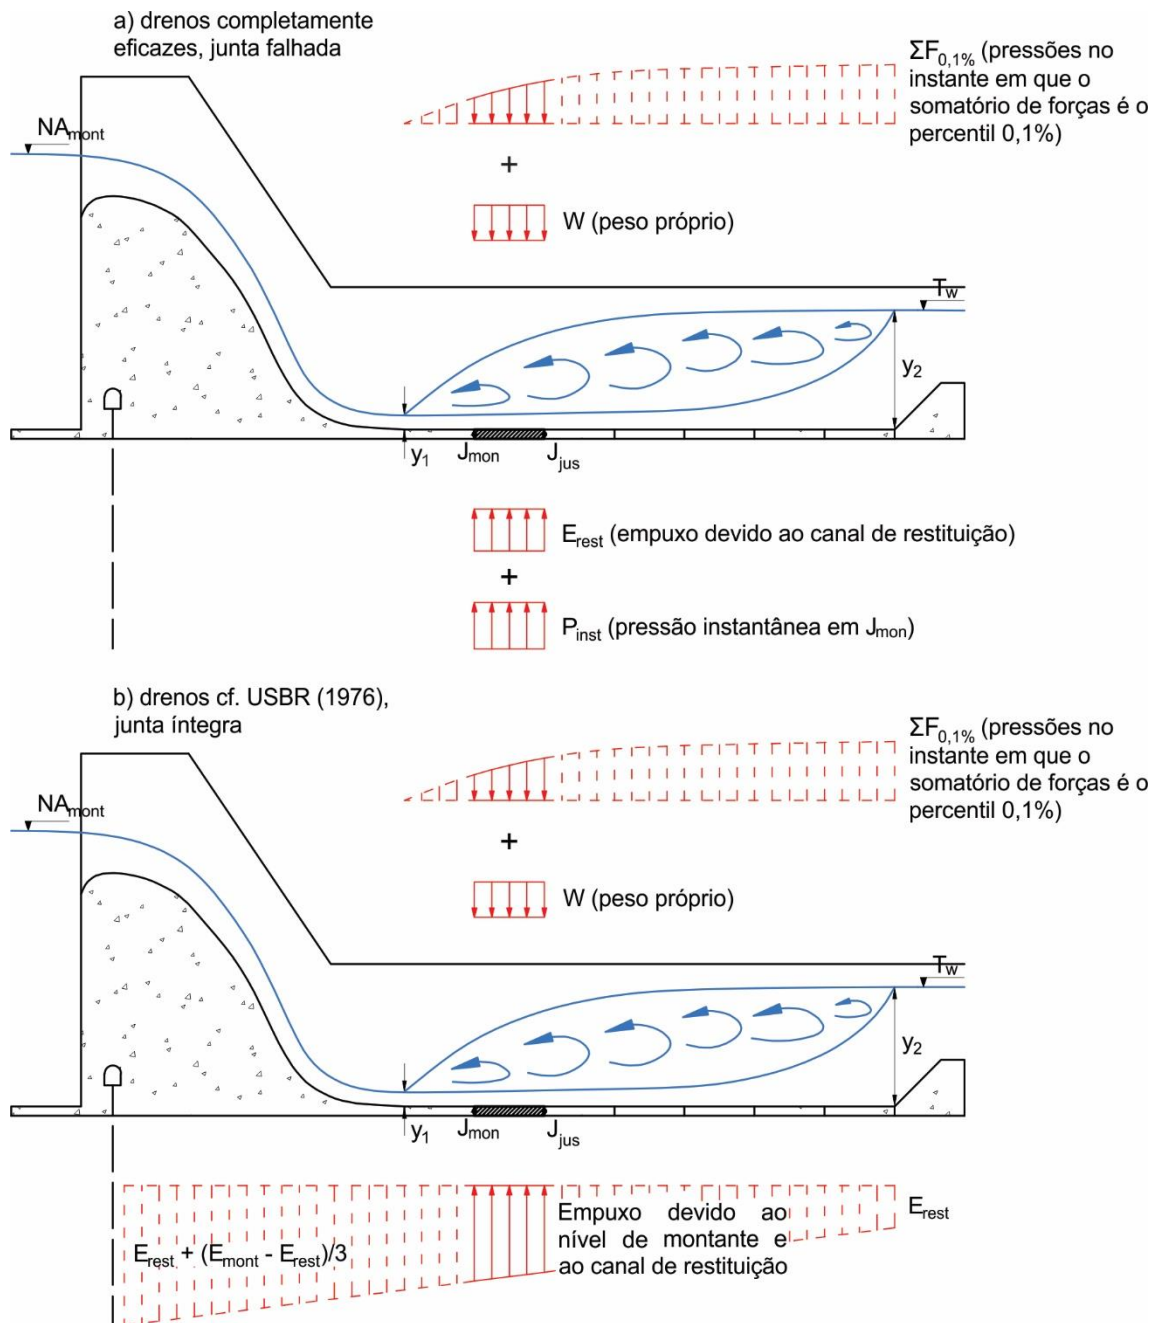 a) drenos completamente
eficazes, junta falhada
ΣF0,1% (pressões no
instante em que o
somatório de forças é o
percentil 0,1%)
NAmont
+
W (peso próprio)
Tw
y2
y1
Jmon
Jjus
Erest (empuxo devido ao canal de restituição)
+
Pinst (pressão instantânea em Jmon)
b) drenos cf. USBR (1976),
junta íntegra
ΣF0,1% (pressões no
instante em que o
somatório de forças é o
percentil 0,1%)
NAmont
+
W (peso próprio)
Tw
y2
y1
Jmon
Jjus
Erest + (Emont - Erest)/3
Empuxo devido ao
nível de montante e
ao canal de restituição
Erest